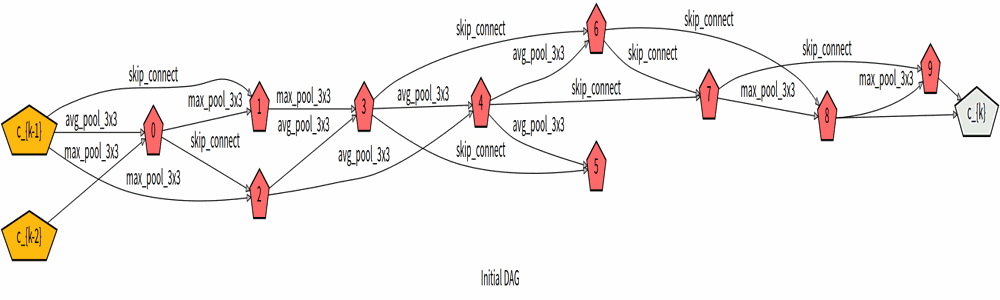 6
skip_connect
skip_connect
skip_connect
avg_pool_3x3
skip_connect
9
skip_connect
max_pool_3x3
max_pool_3x3
max_pool_3x3
1
max_pool_3x3
3
avg_pool_3x3
4
skip_connect
7
max_pool_3x3
8
c_{k}
c_{k-1}
avg_pool_3x3
0
avg_pool_3x3
avg_pool_3x3
max_pool_3x3
skip_connect
avg_pool_3x3
skip_connect
5
max_pool_3x3
2
c_{k-2}
Initial DAG